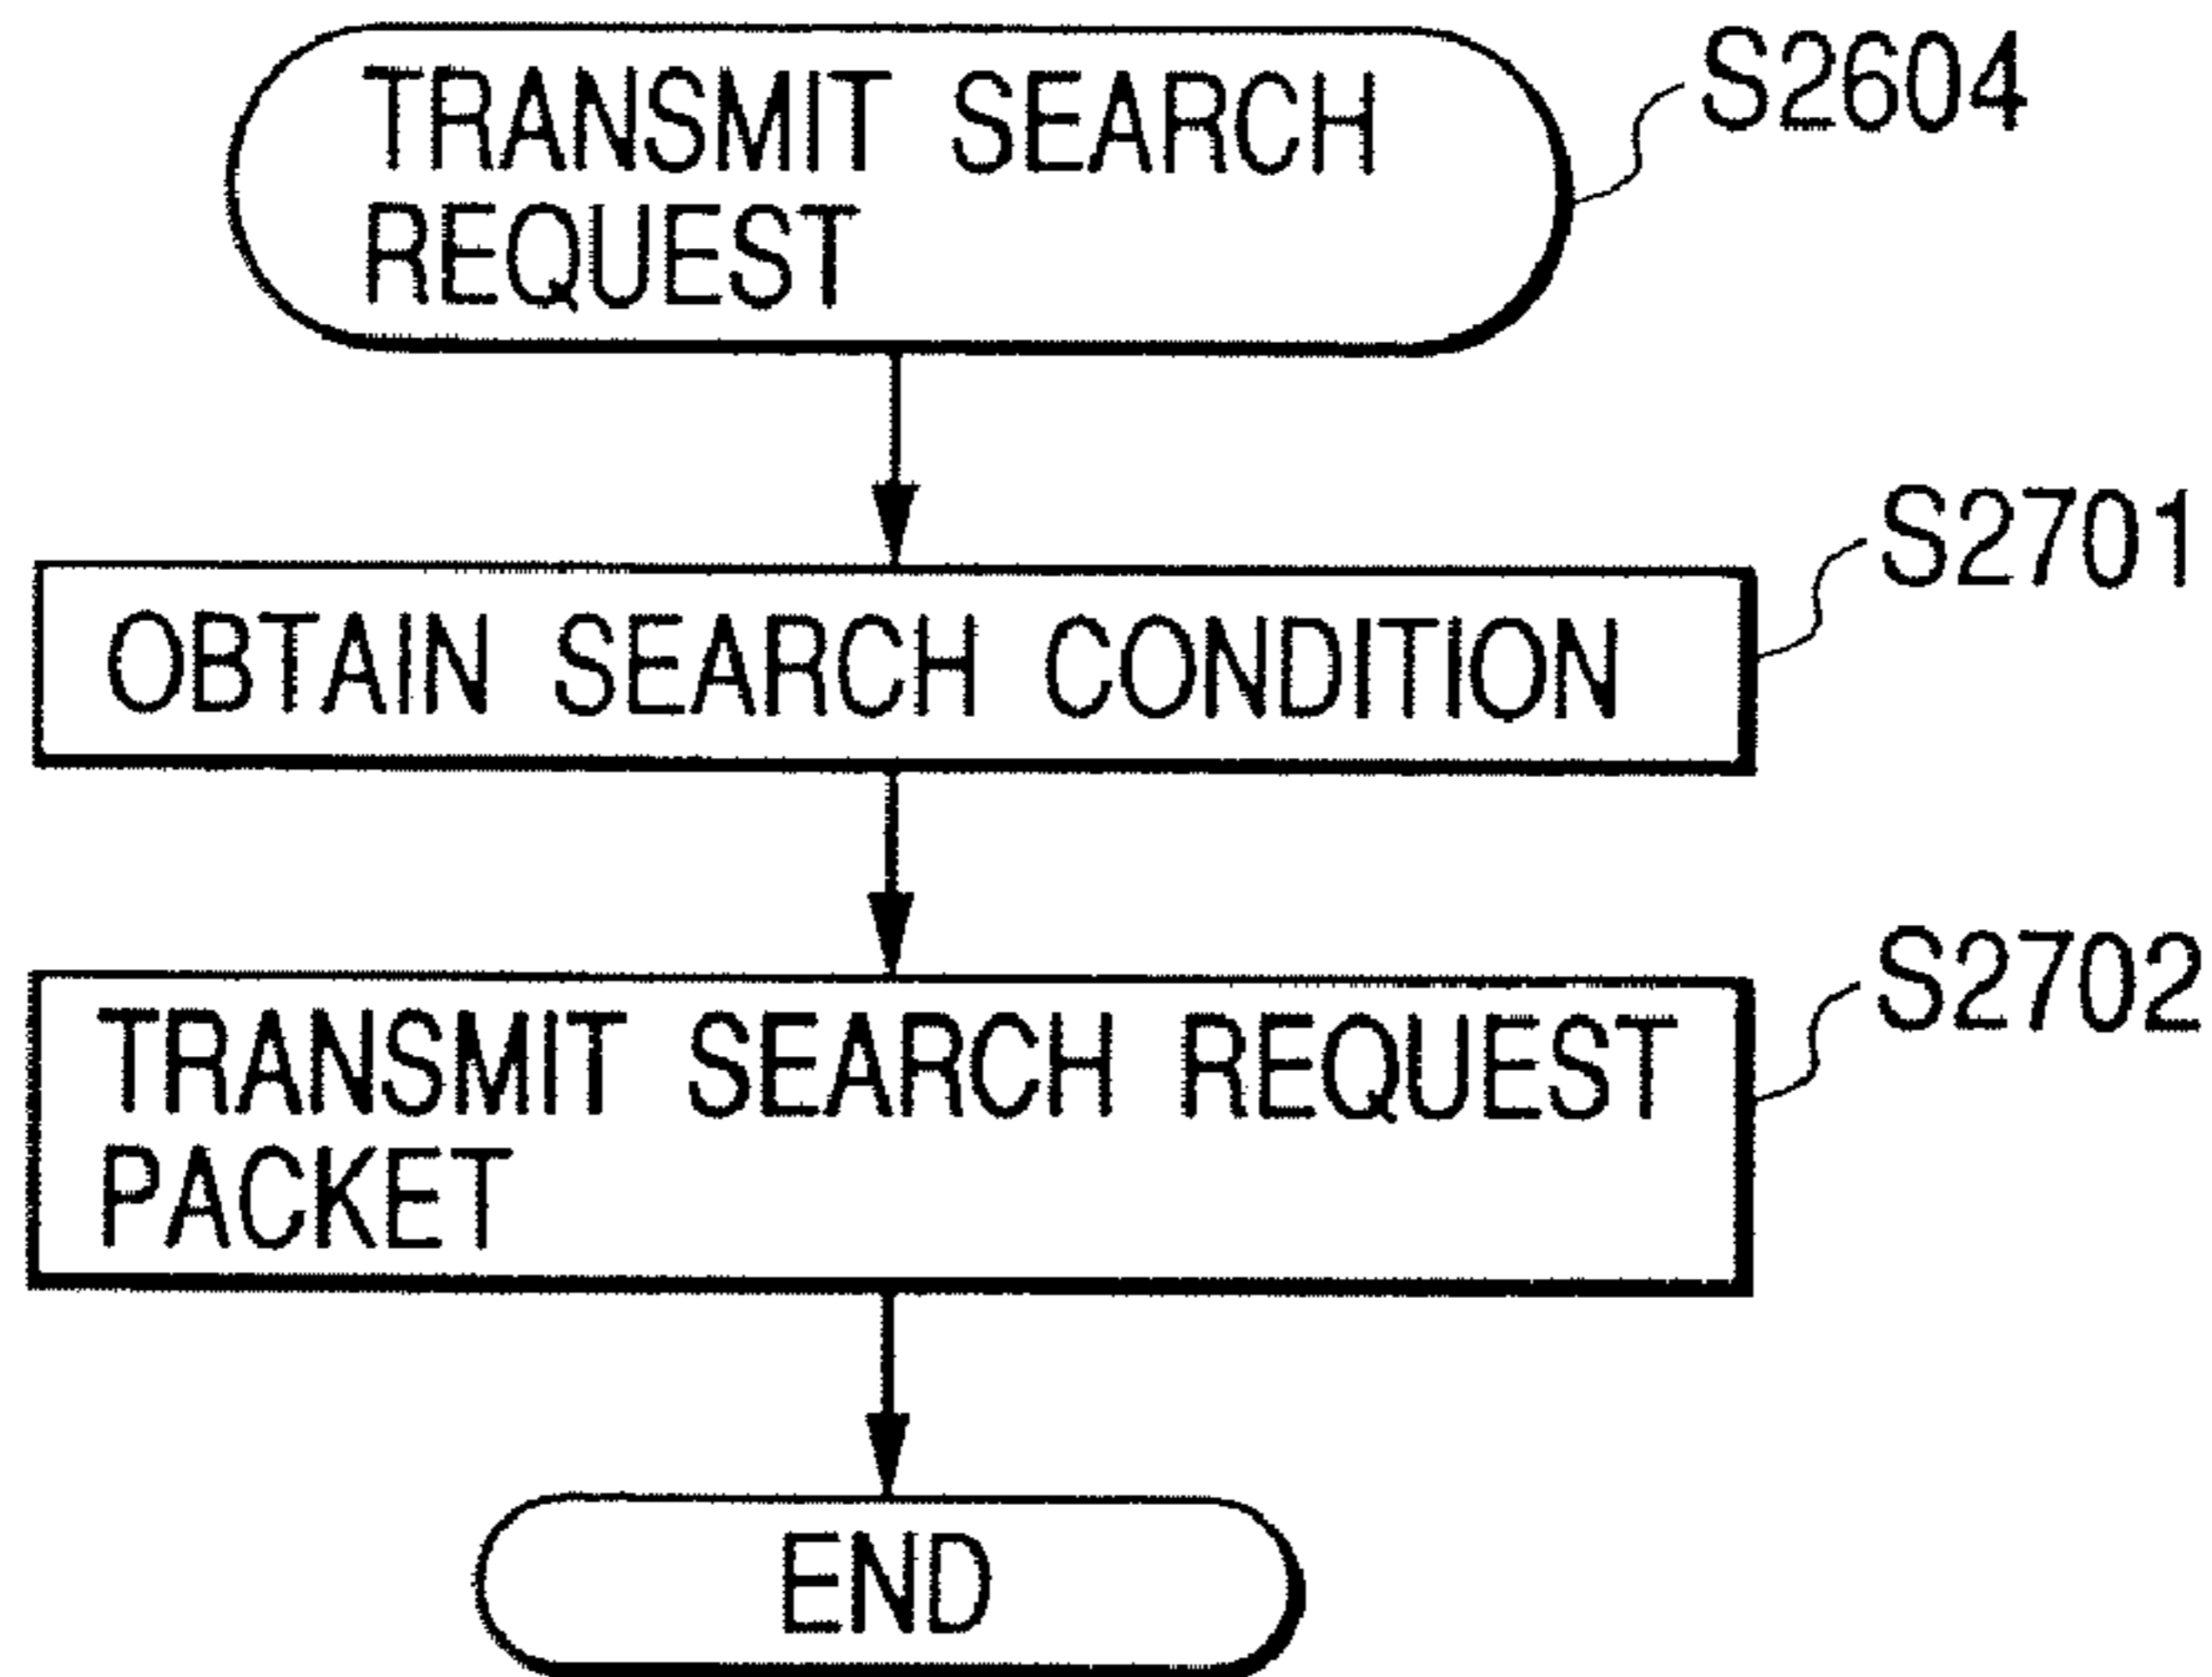 TRANSMIT SEARCH
REQUEST
S2604
OBTAIN SEARCH CONDITION
S2701
TRANSMIT SEARCH REQUEST
PACKET
S2702
END